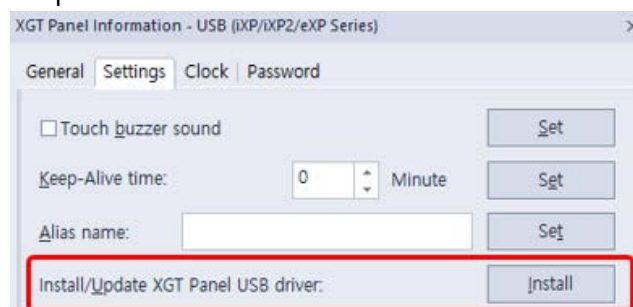 XGT Panel Information - USB (iXP/iXP2/eXP Series)
General Settings Clock Password
Touch buzzer sound Set
Keep-Alive time: 0 Minute Set
Alias name: Set
Install/Update XGT Panel USB driver: Install